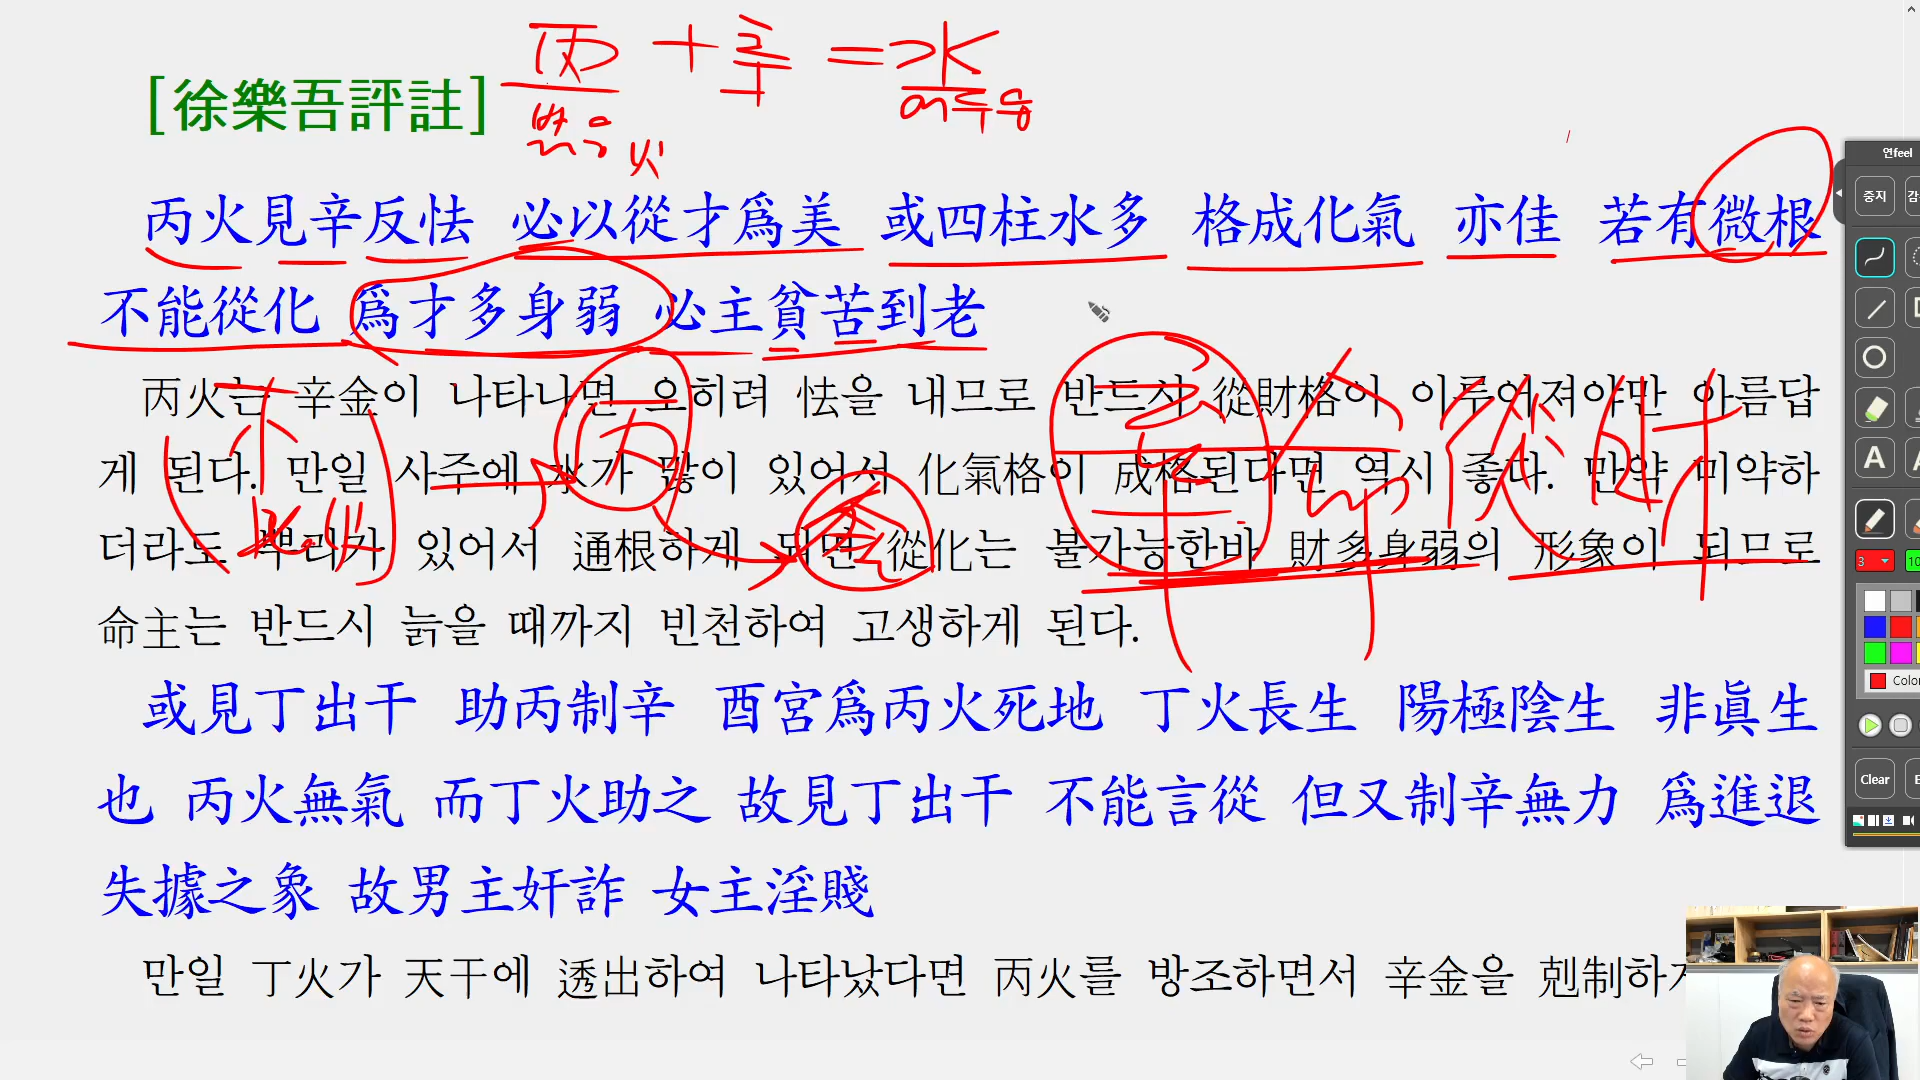 丙 + 辛 = 水
[徐樂吾評註]
火
丙火見辛反怯 必以從才爲美 或四柱水多 格成化氣 亦佳 若有微根
不能從化 爲才多身弱 必主貧苦到老
丙火는 辛金이 나타나면 오히려 怯을 내므로 반드시 從財格이 이루어져야만 아름답
게 된다. 만일 사주에 水가 많이 있어서 化氣格이 成格된다면 역시 좋다. 만약 미약하
더라도 뿌리가 있어서 通根하게 되면 從化는 불가능한바 財多身弱의 形象이 되므로
命主는 반드시 늙을 때까지 빈천하여 고생하게 된다.
或見丁出干 助丙制辛 酉宮爲丙火死地 丁火長生 陽極陰生 非眞生
也 丙火無氣 而丁火助之 故見丁出干 不能言從 但又制辛無力 爲進退
失據之象 故男主奸詐 女主淫賤
만일 丁火가 天干에 透出하여 나타났다면 丙火를 방조하면서 辛金을 剋制하
연feel
중지
A
3
10
Color
Clear